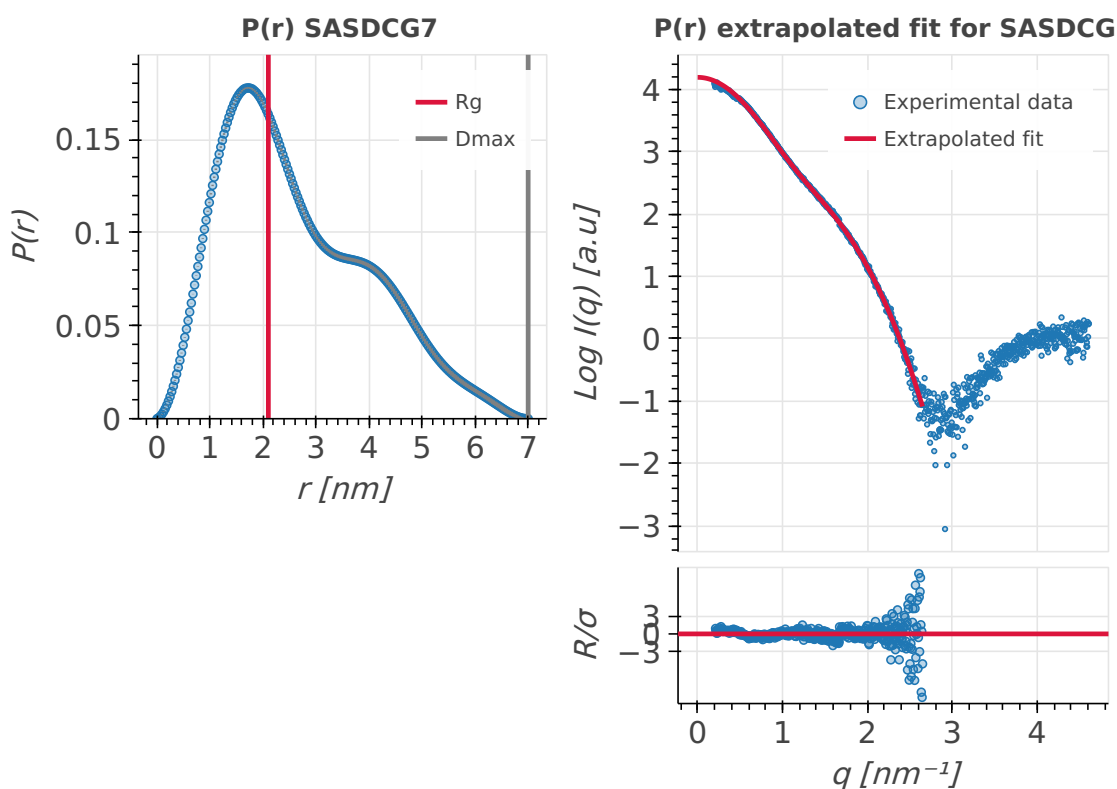 P(r) SASDCG7
P(r)
0.15
0.1
0.05
0
Rg
Dmax
0 1 2 3 4 5 6 7
r [nm]
P(r) extrapolated fit for SASDCG
Log I(q) [a.u]
4
3
2
1
0
−1
−2
−3
Experimental data
Extrapolated fit
R/σ
3
0
−3
0 1 2 3 4
q [nm⁻¹]